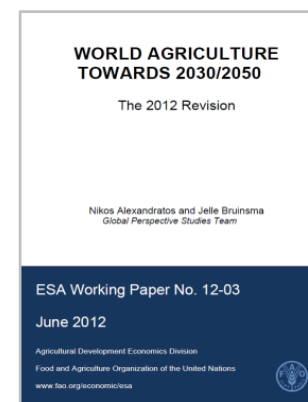 WORLD AGRICULTURE
TOWARDS 2030/2050
The 2012 Revision
Nikos Alexandratos and Jelle Bruinsma
Global Perspective Studies Team
ESA Working Paper No. 12-03
June 2012
Agricultural Development Economics Division
Food and Agriculture Organization of the United Nations
www.fao.org/economic/esa